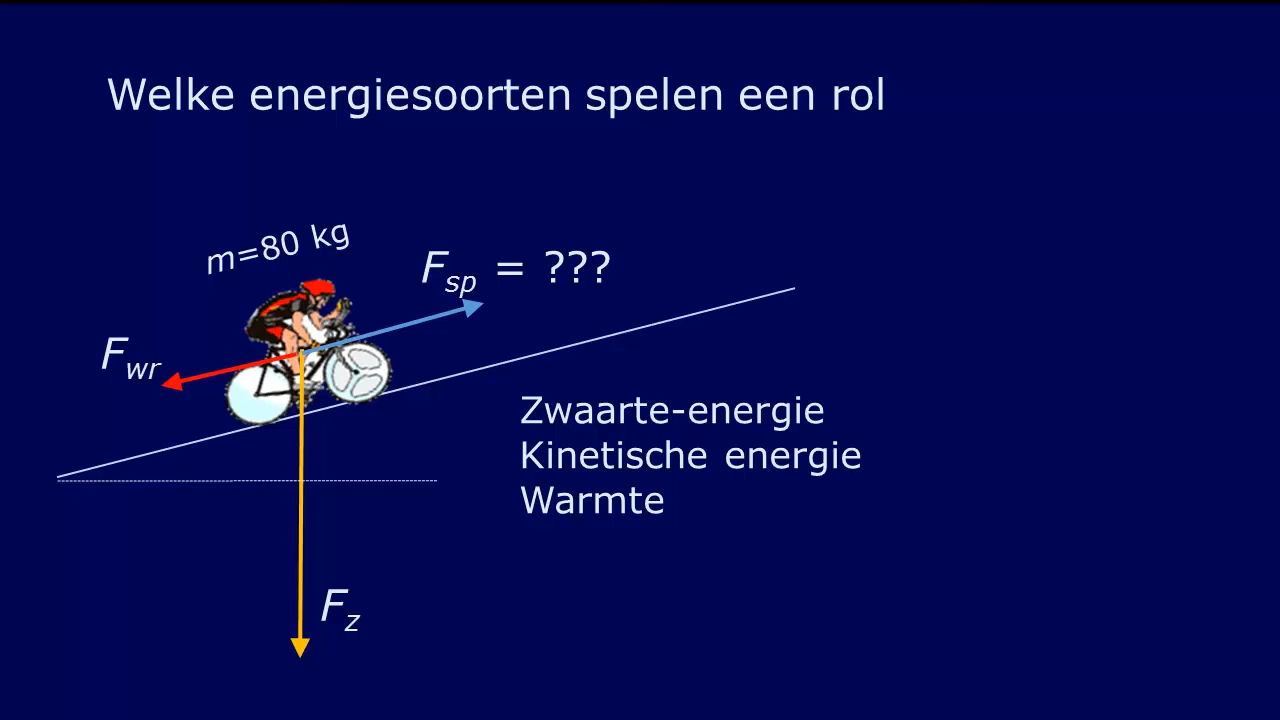 Welke energiesoorten spelen een rol
m=80 kg
Fsp = ???
Fwr
Zwaarte-energie
Kinetische energie
Warmte
Fz